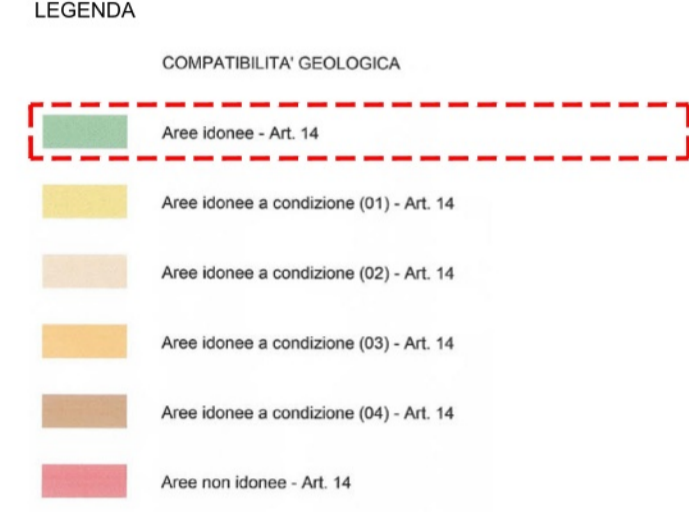 LEGENDA
COMPATIBILITA' GEOLOGICA
Aree idonee - Art. 14
Aree idonee a condizione (01) - Art. 14
Aree idonee a condizione (02) - Art. 14
Aree idonee a condizione (03) - Art. 14
Aree idonee a condizione (04) - Art. 14
Aree non idonee - Art. 14